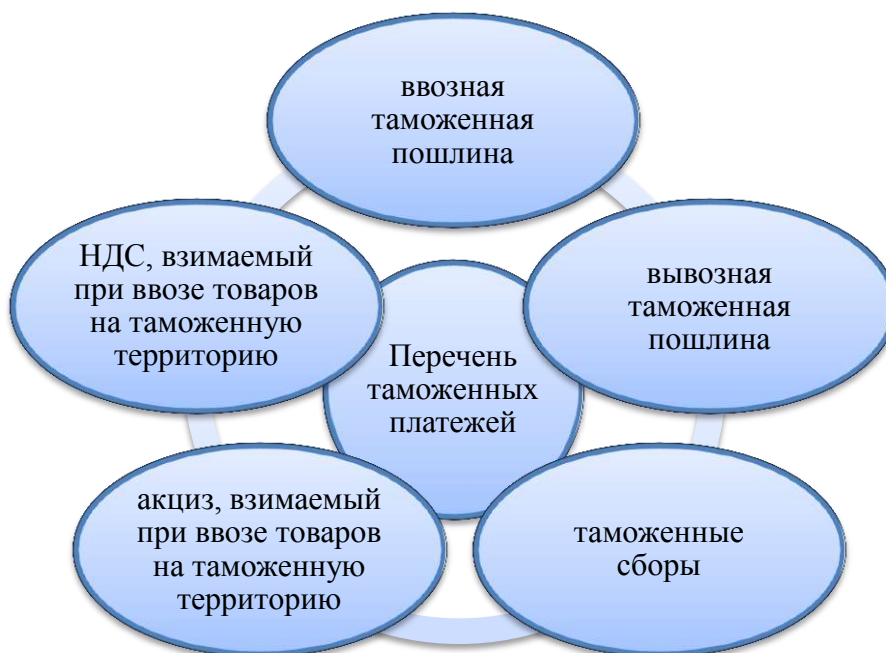 ввозная
таможенная
пошлина
НДС, взимаемый
при ввозе товаров
на таможенную
территорию
вывозная
таможенная
пошлина
Перечень
таможенных
платежей
акциз, взимаемый
при ввозе товаров
на таможенную
территорию
таможенные
сборы